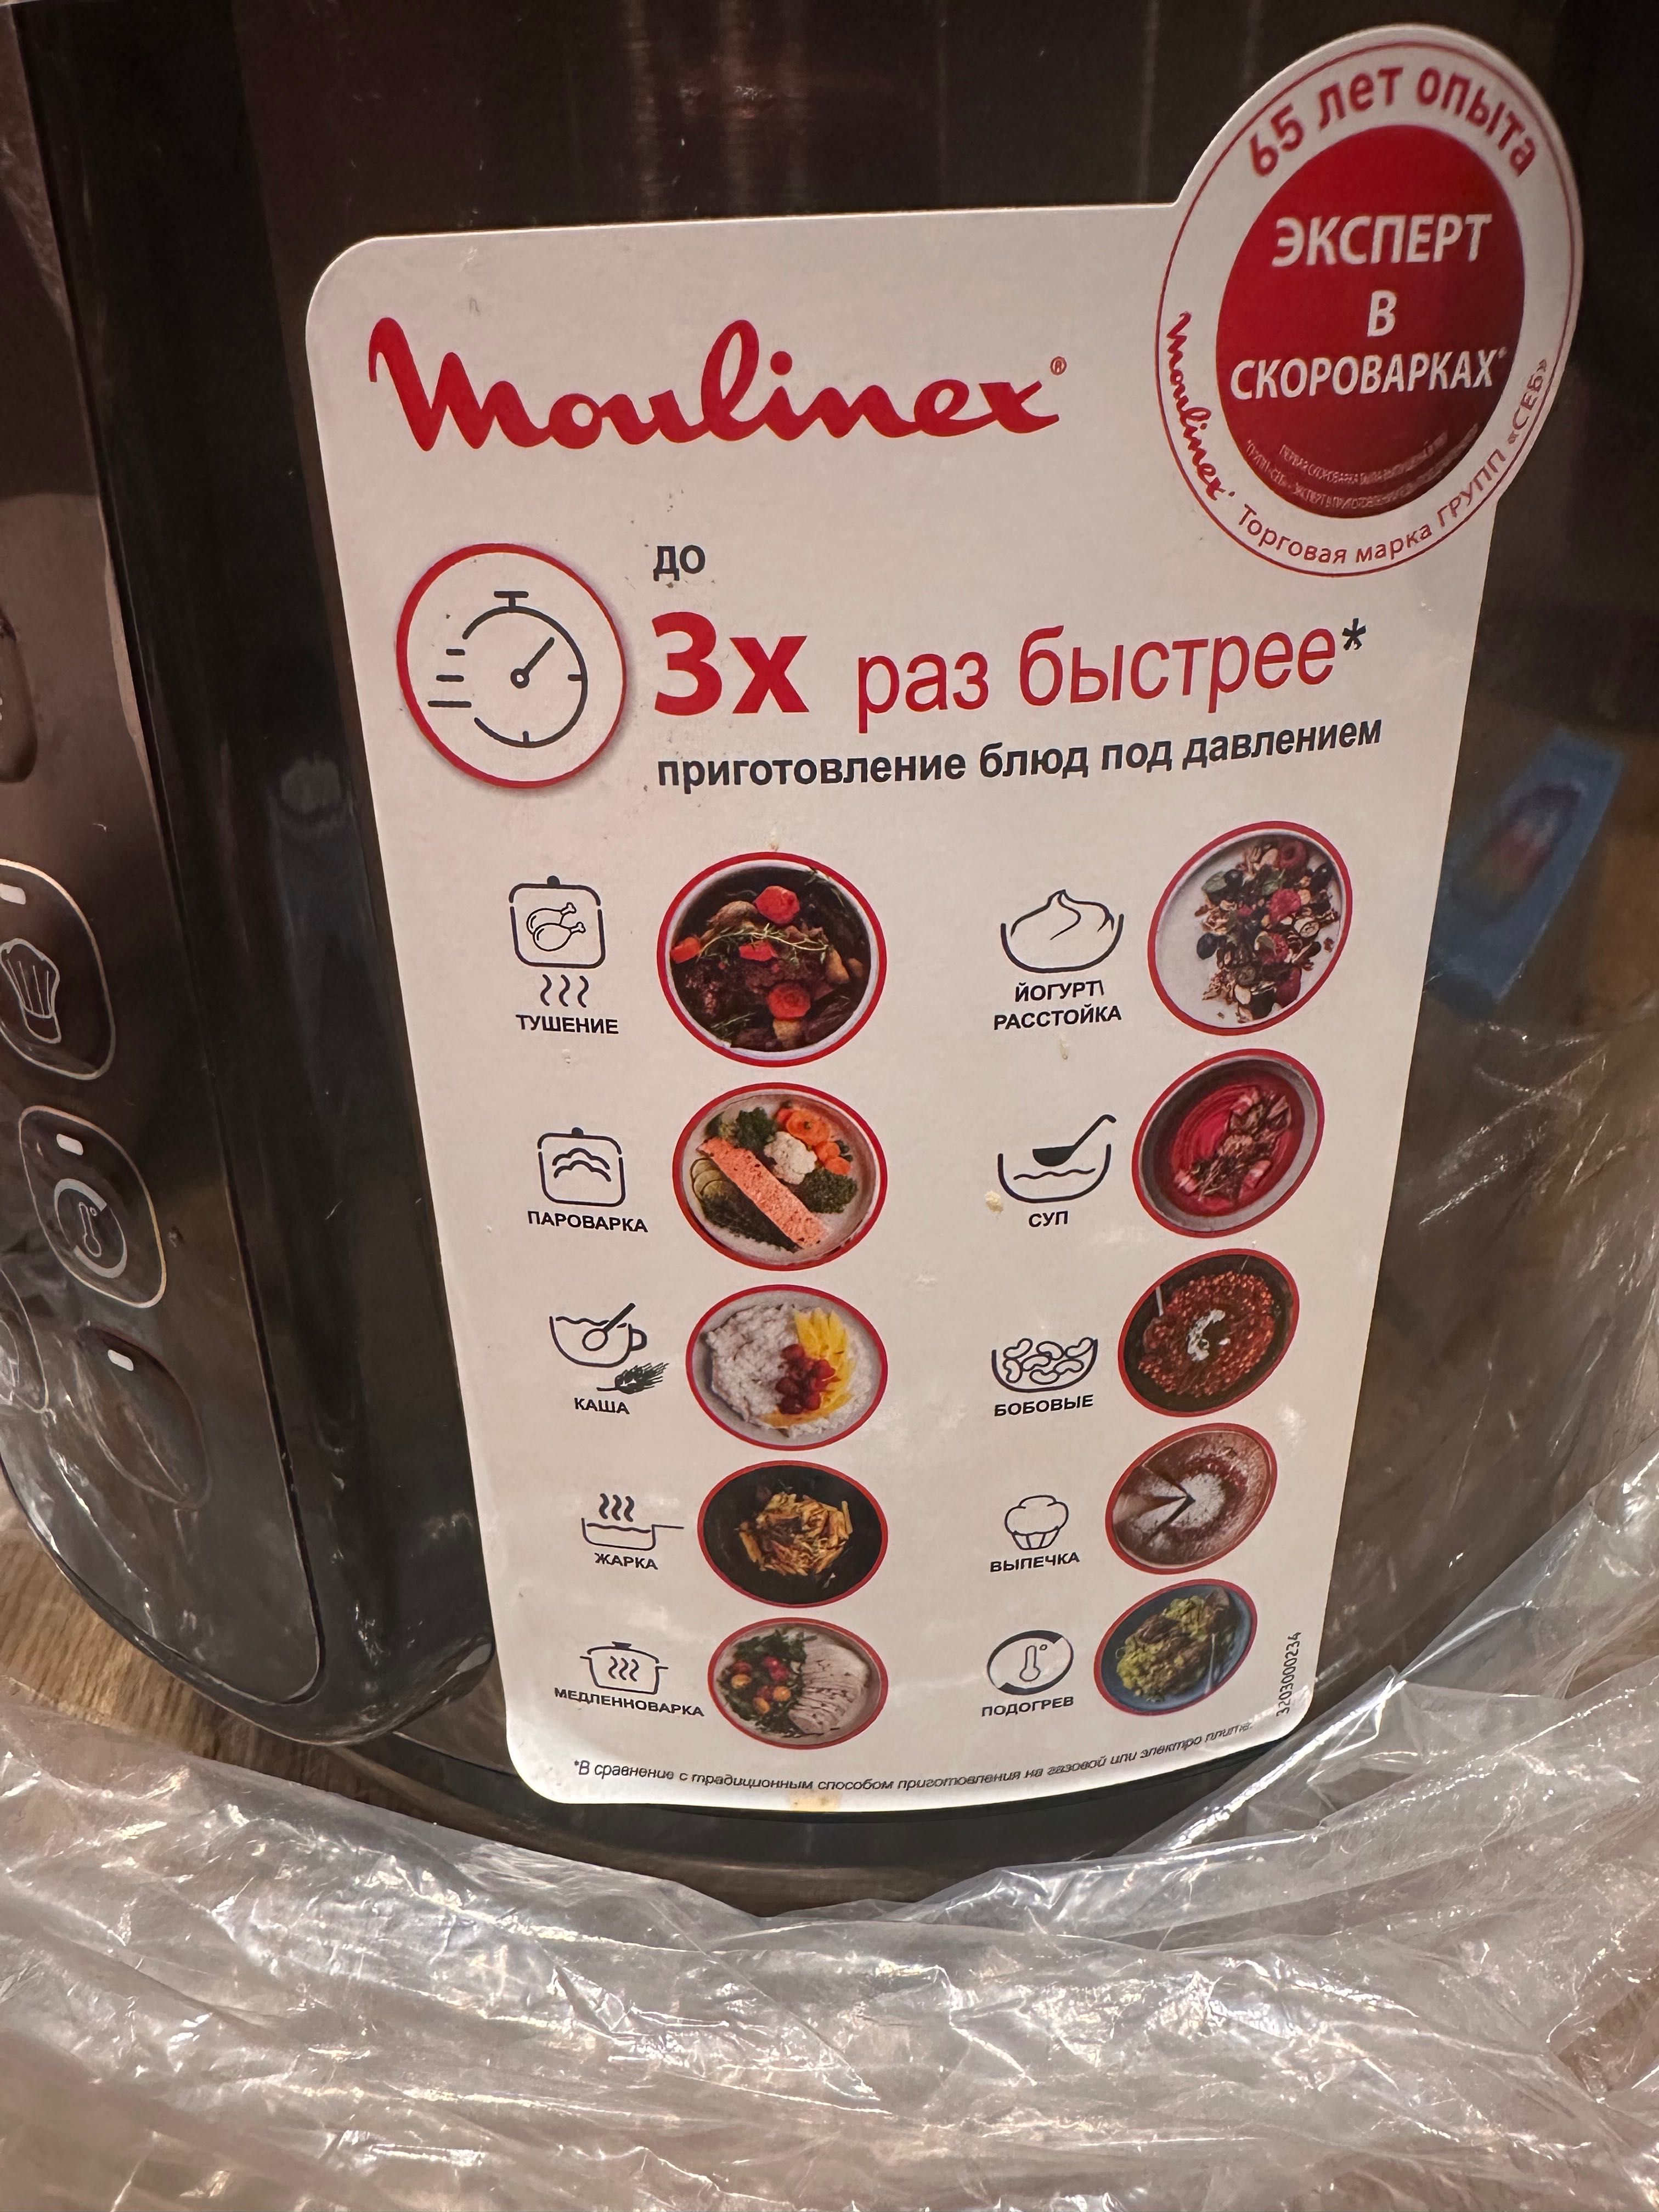 65 лет опыта
ЭКСПЕРТ
В
СКОРОВАРКАХ*
Moulinex® Торговая марка ГРУПП «СЕБ»
Moulinex®
до
3x раз быстрее*
приготовление блюд под давлением
ТУШЕНИЕ
ЙОГУРТ\
РАССТОЙКА
ПАРОВАРКА
СУП
КАША
БОБОВЫЕ
ЖАРКА
ВЫПЕЧКА
МЕДЛЕННОВАРКА
ПОДОГРЕВ
3203000234
*В сравнение с традиционным способом приготовления на газовой или электро плите.